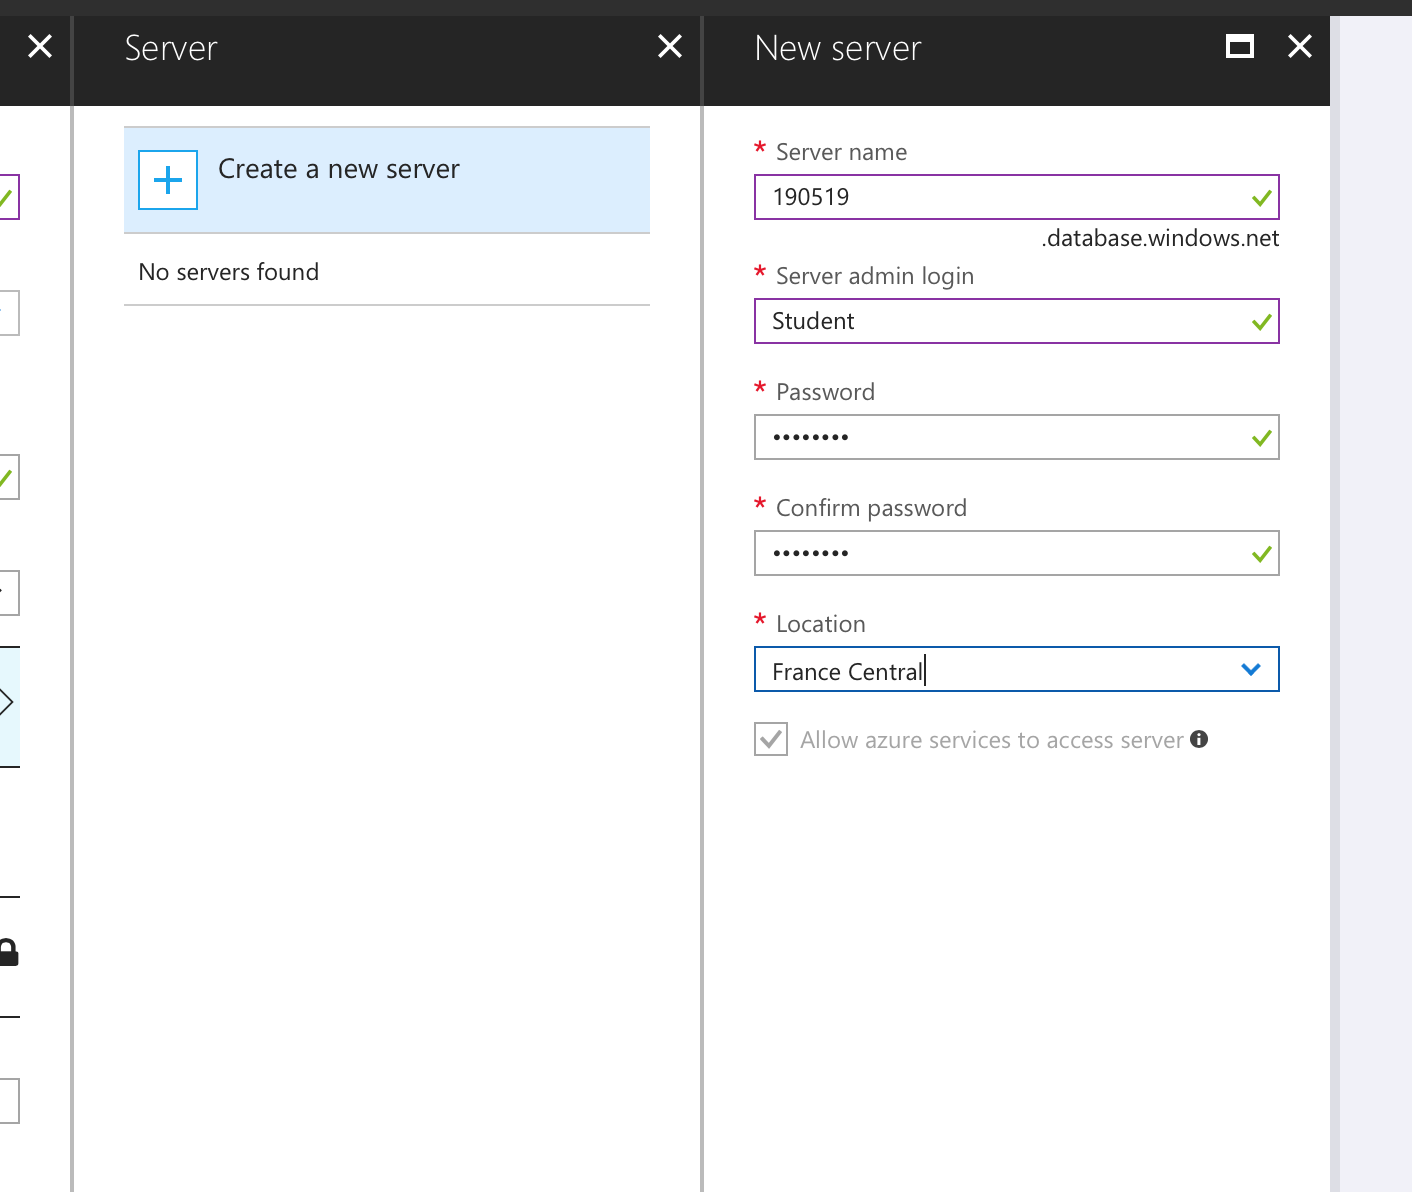 Server
New server
Create a new server
No servers found
* Server name
190519
.database.windows.net
* Server admin login
Student
* Password
••••••••
* Confirm password
••••••••
* Location
France Central
Allow azure services to access server